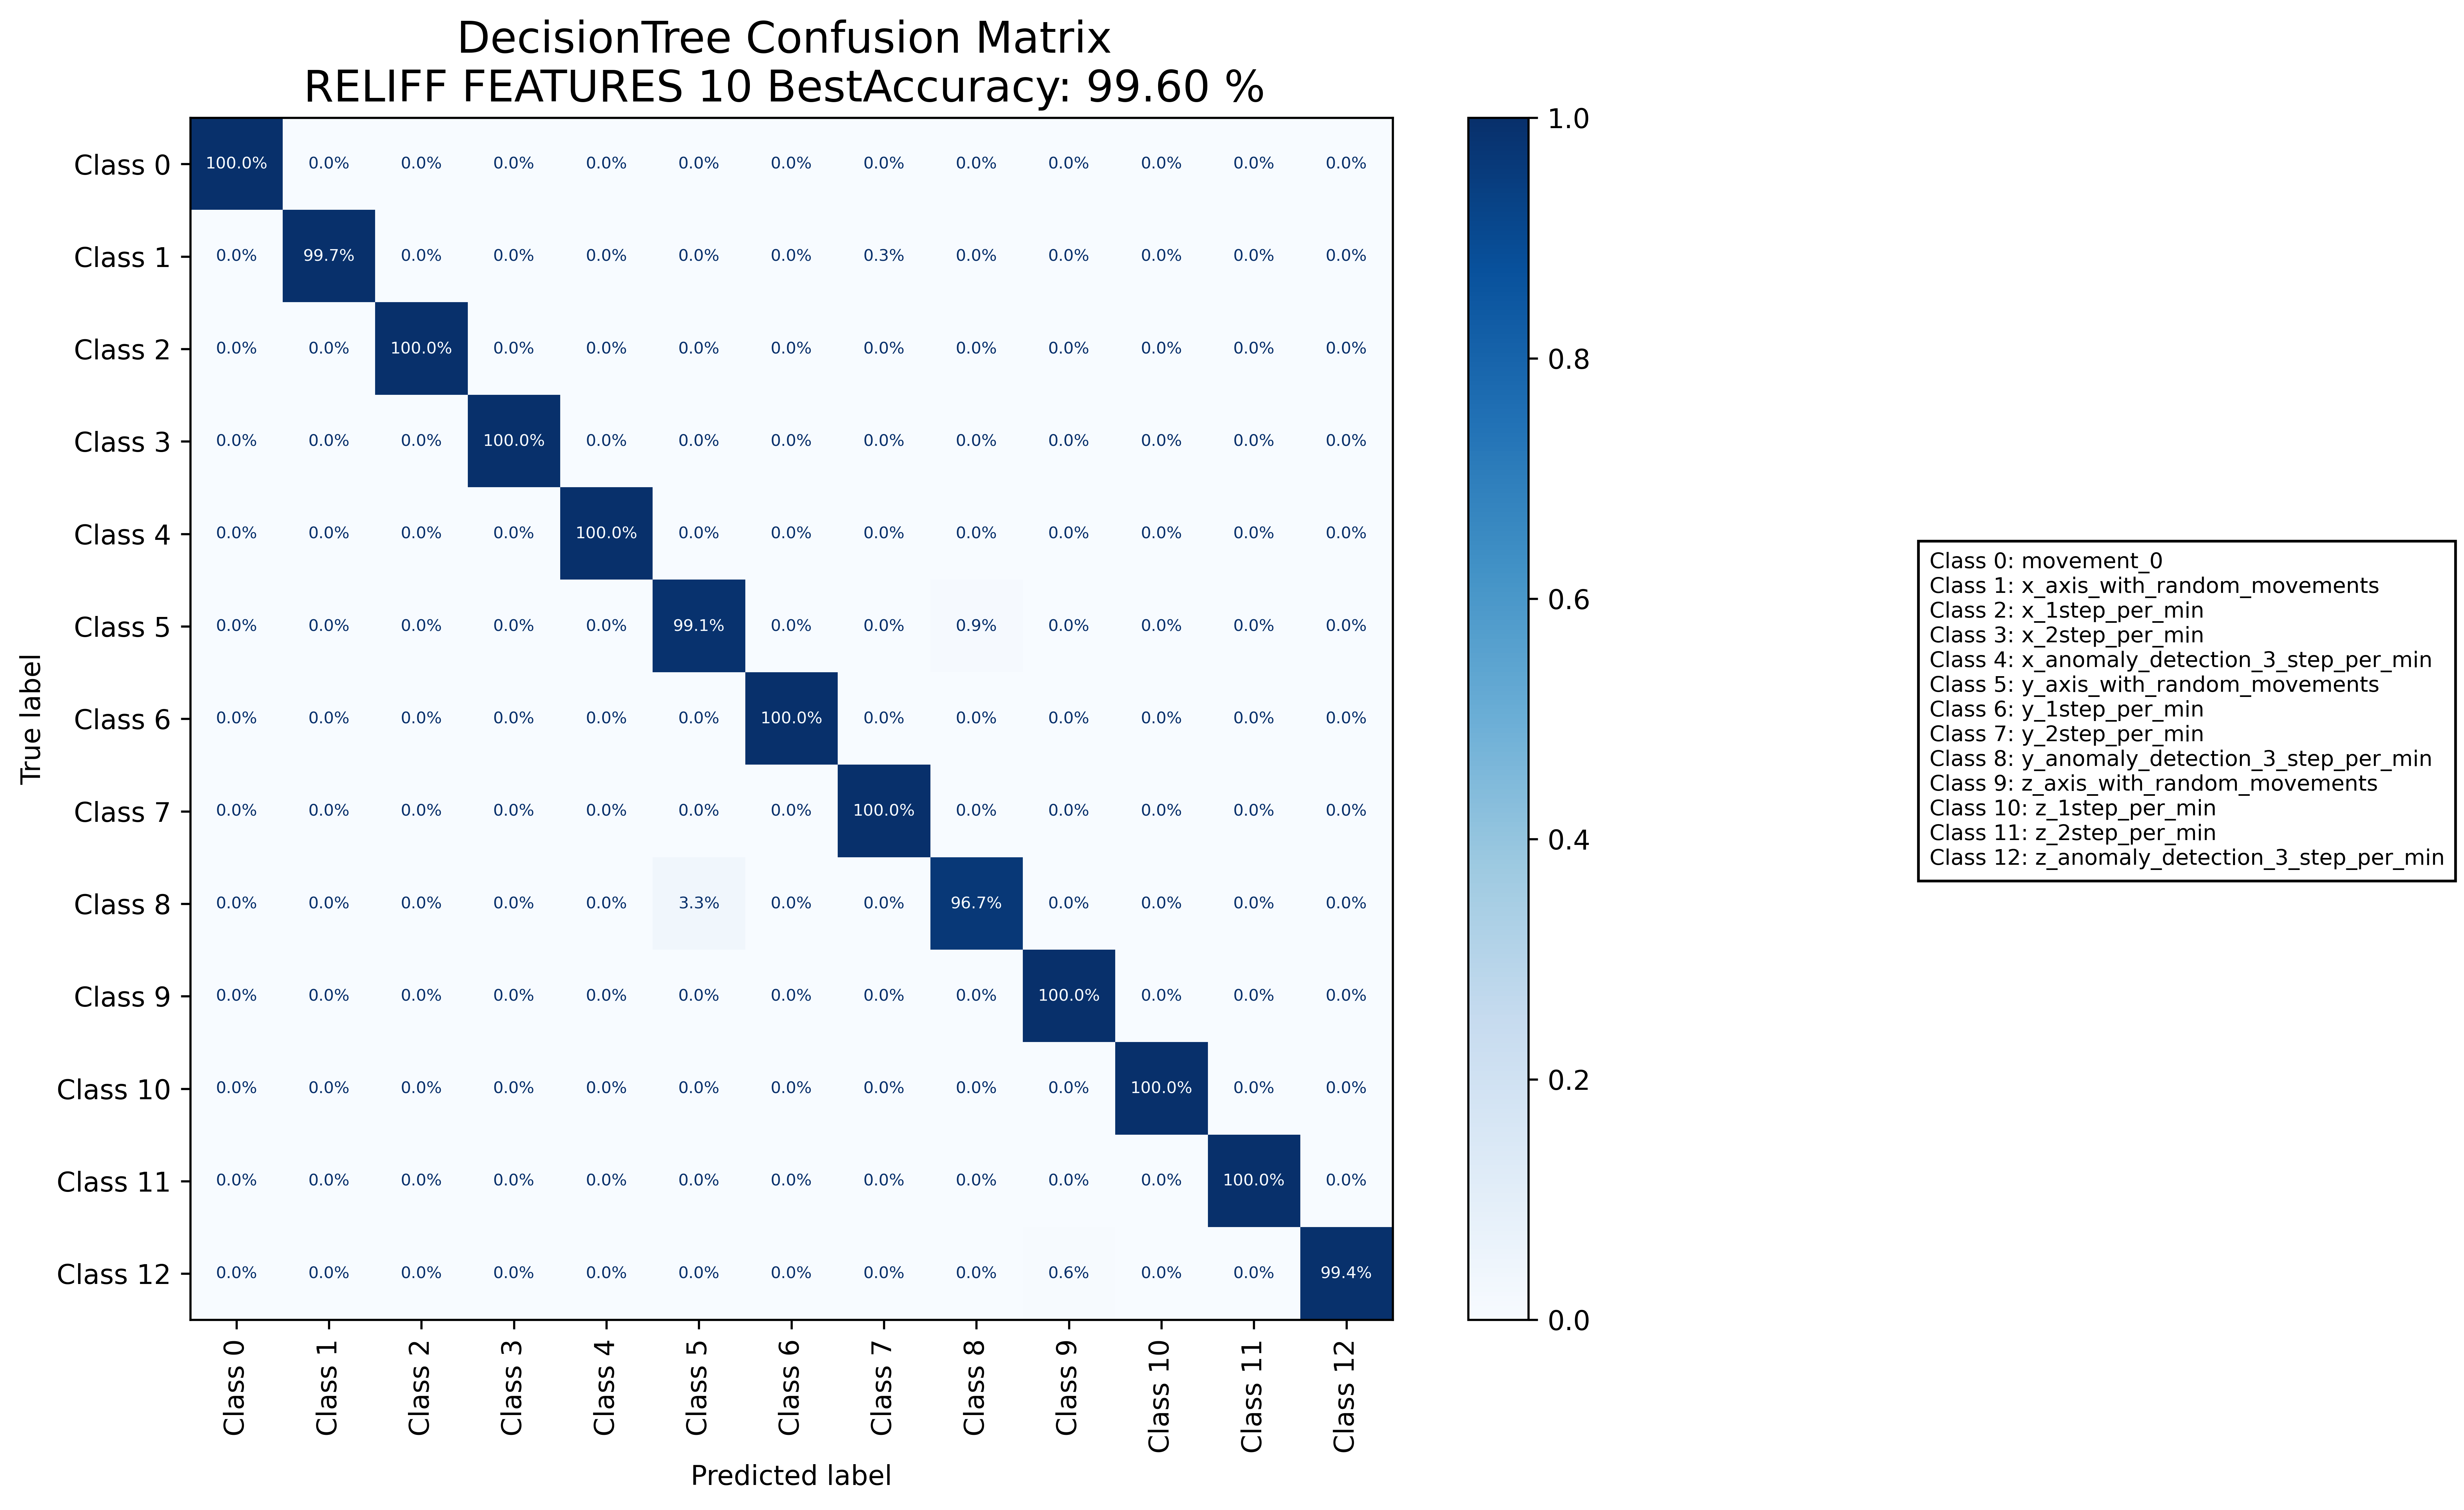 DecisionTree Confusion Matrix
RELIFF FEATURES 10 BestAccuracy: 99.60 %
True label
Class 0 100.0% 0.0% 0.0% 0.0% 0.0% 0.0% 0.0% 0.0% 0.0% 0.0% 0.0% 0.0% 0.0%
Class 1 0.0% 99.7% 0.0% 0.0% 0.0% 0.0% 0.0% 0.3% 0.0% 0.0% 0.0% 0.0% 0.0%
Class 2 0.0% 0.0% 100.0% 0.0% 0.0% 0.0% 0.0% 0.0% 0.0% 0.0% 0.0% 0.0% 0.0%
Class 3 0.0% 0.0% 0.0% 100.0% 0.0% 0.0% 0.0% 0.0% 0.0% 0.0% 0.0% 0.0% 0.0%
Class 4 0.0% 0.0% 0.0% 0.0% 100.0% 0.0% 0.0% 0.0% 0.0% 0.0% 0.0% 0.0% 0.0%
Class 5 0.0% 0.0% 0.0% 0.0% 0.0% 99.1% 0.0% 0.0% 0.9% 0.0% 0.0% 0.0% 0.0%
Class 6 0.0% 0.0% 0.0% 0.0% 0.0% 0.0% 100.0% 0.0% 0.0% 0.0% 0.0% 0.0% 0.0%
Class 7 0.0% 0.0% 0.0% 0.0% 0.0% 0.0% 0.0% 100.0% 0.0% 0.0% 0.0% 0.0% 0.0%
Class 8 0.0% 0.0% 0.0% 0.0% 0.0% 3.3% 0.0% 0.0% 96.7% 0.0% 0.0% 0.0% 0.0%
Class 9 0.0% 0.0% 0.0% 0.0% 0.0% 0.0% 0.0% 0.0% 0.0% 100.0% 0.0% 0.0% 0.0%
Class 10 0.0% 0.0% 0.0% 0.0% 0.0% 0.0% 0.0% 0.0% 0.0% 0.0% 100.0% 0.0% 0.0%
Class 11 0.0% 0.0% 0.0% 0.0% 0.0% 0.0% 0.0% 0.0% 0.0% 0.0% 0.0% 100.0% 0.0%
Class 12 0.0% 0.0% 0.0% 0.0% 0.0% 0.0% 0.0% 0.0% 0.0% 0.6% 0.0% 0.0% 99.4%
Class 0 Class 1 Class 2 Class 3 Class 4 Class 5 Class 6 Class 7 Class 8 Class 9 Class 10 Class 11 Class 12
Predicted label
1.0
0.8
0.6
0.4
0.2
0.0
Class 0: movement_0
Class 1: x_axis_with_random_movements
Class 2: x_1step_per_min
Class 3: x_2step_per_min
Class 4: x_anomaly_detection_3_step_per_min
Class 5: y_axis_with_random_movements
Class 6: y_1step_per_min
Class 7: y_2step_per_min
Class 8: y_anomaly_detection_3_step_per_min
Class 9: z_axis_with_random_movements
Class 10: z_1step_per_min
Class 11: z_2step_per_min
Class 12: z_anomaly_detection_3_step_per_min